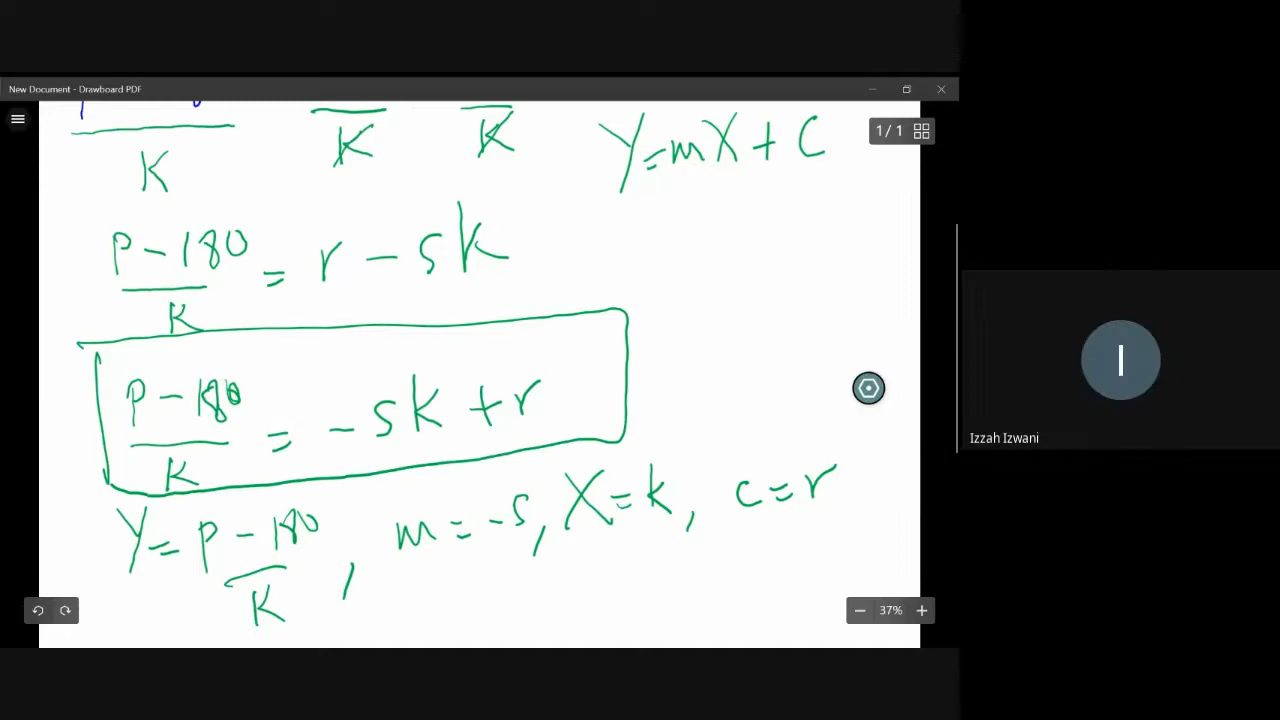 New Document - Drawboard PDF
1 / 1
K K K Y=mX + C
P - 180 / K = r - sk
P - 180 / K = - sk + r
Y = P - 180 / K , m = -s, X = k, c = r
37%
I
Izzah Izwani